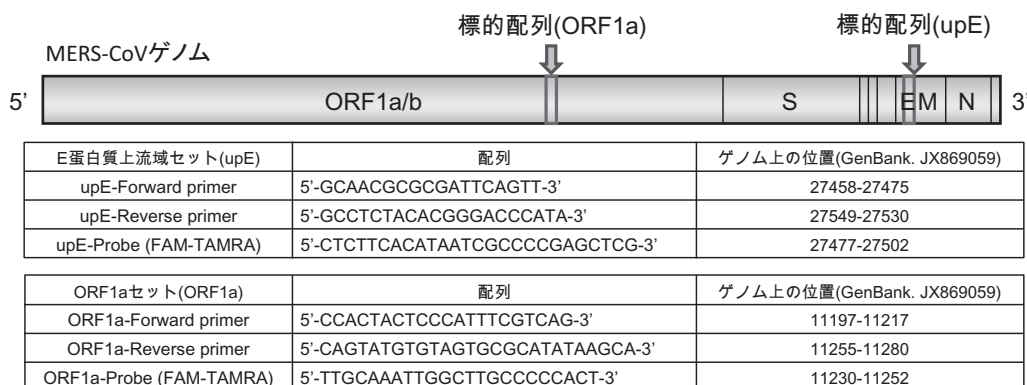 標的配列(ORF1a) 標的配列(upE)
MERS-CoVゲノム
5' ORF1a/b S E M N 3'
E蛋白質上流域セット(upE) 配列 ゲノム上の位置(GenBank. JX869059)
upE-Forward primer 5'-GCAACGCGCGATTCAGTT-3' 27458-27475
upE-Reverse primer 5'-GCCTCTACACGGGACCCATA-3' 27549-27530
upE-Probe (FAM-TAMRA) 5'-CTCTTCACATAATCGCCCCGAGCTCG-3' 27477-27502
ORF1aセット(ORF1a) 配列 ゲノム上の位置(GenBank. JX869059)
ORF1a-Forward primer 5'-CCACTACTCCCATTTCGTCAG-3' 11197-11217
ORF1a-Reverse primer 5'-CAGTATGTGTAGTGCGCATATAAGCA-3' 11255-11280
ORF1a-Probe (FAM-TAMRA) 5'-TTGCAAATTGGCTTGCCCCCACT-3' 11230-11252